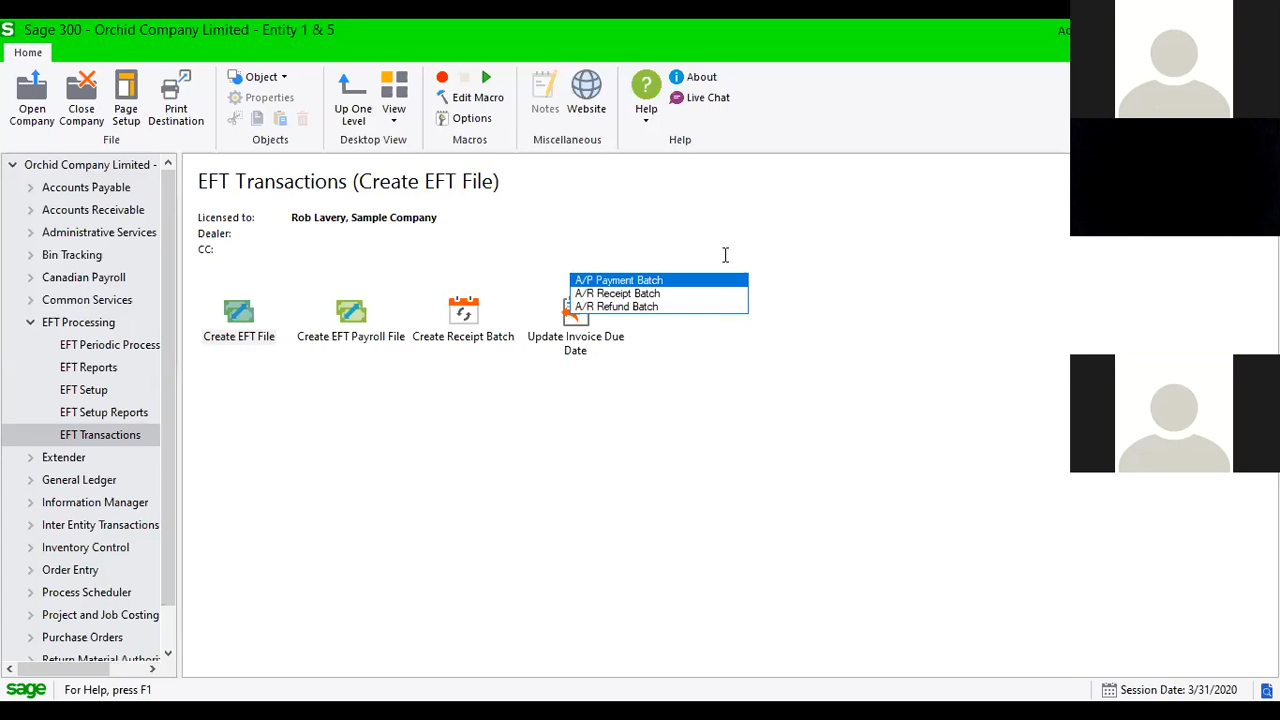 Sage 300 - Orchid Company Limited - Entity 1 & 5
Home
Open Company
Close Company
Page Setup
Print Destination
File
Object
Properties
Objects
Up One Level
View
Desktop View
Edit Macro
Options
Macros
Notes
Website
Miscellaneous
Help
About
Live Chat
Help
Orchid Company Limited -
Accounts Payable
Accounts Receivable
Administrative Services
Bin Tracking
Canadian Payroll
Common Services
EFT Processing
EFT Periodic Process
EFT Reports
EFT Setup
EFT Setup Reports
EFT Transactions
Extender
General Ledger
Information Manager
Inter Entity Transactions
Inventory Control
Order Entry
Process Scheduler
Project and Job Costing
Purchase Orders
EFT Transactions (Create EFT File)
Licensed to: Rob Lavery, Sample Company
Dealer:
CC:
A/P Payment Batch
A/R Receipt Batch
A/R Refund Batch
Create EFT File
Create EFT Payroll File
Create Receipt Batch
Update Invoice Due Date
sage
For Help, press F1
Session Date: 3/31/2020